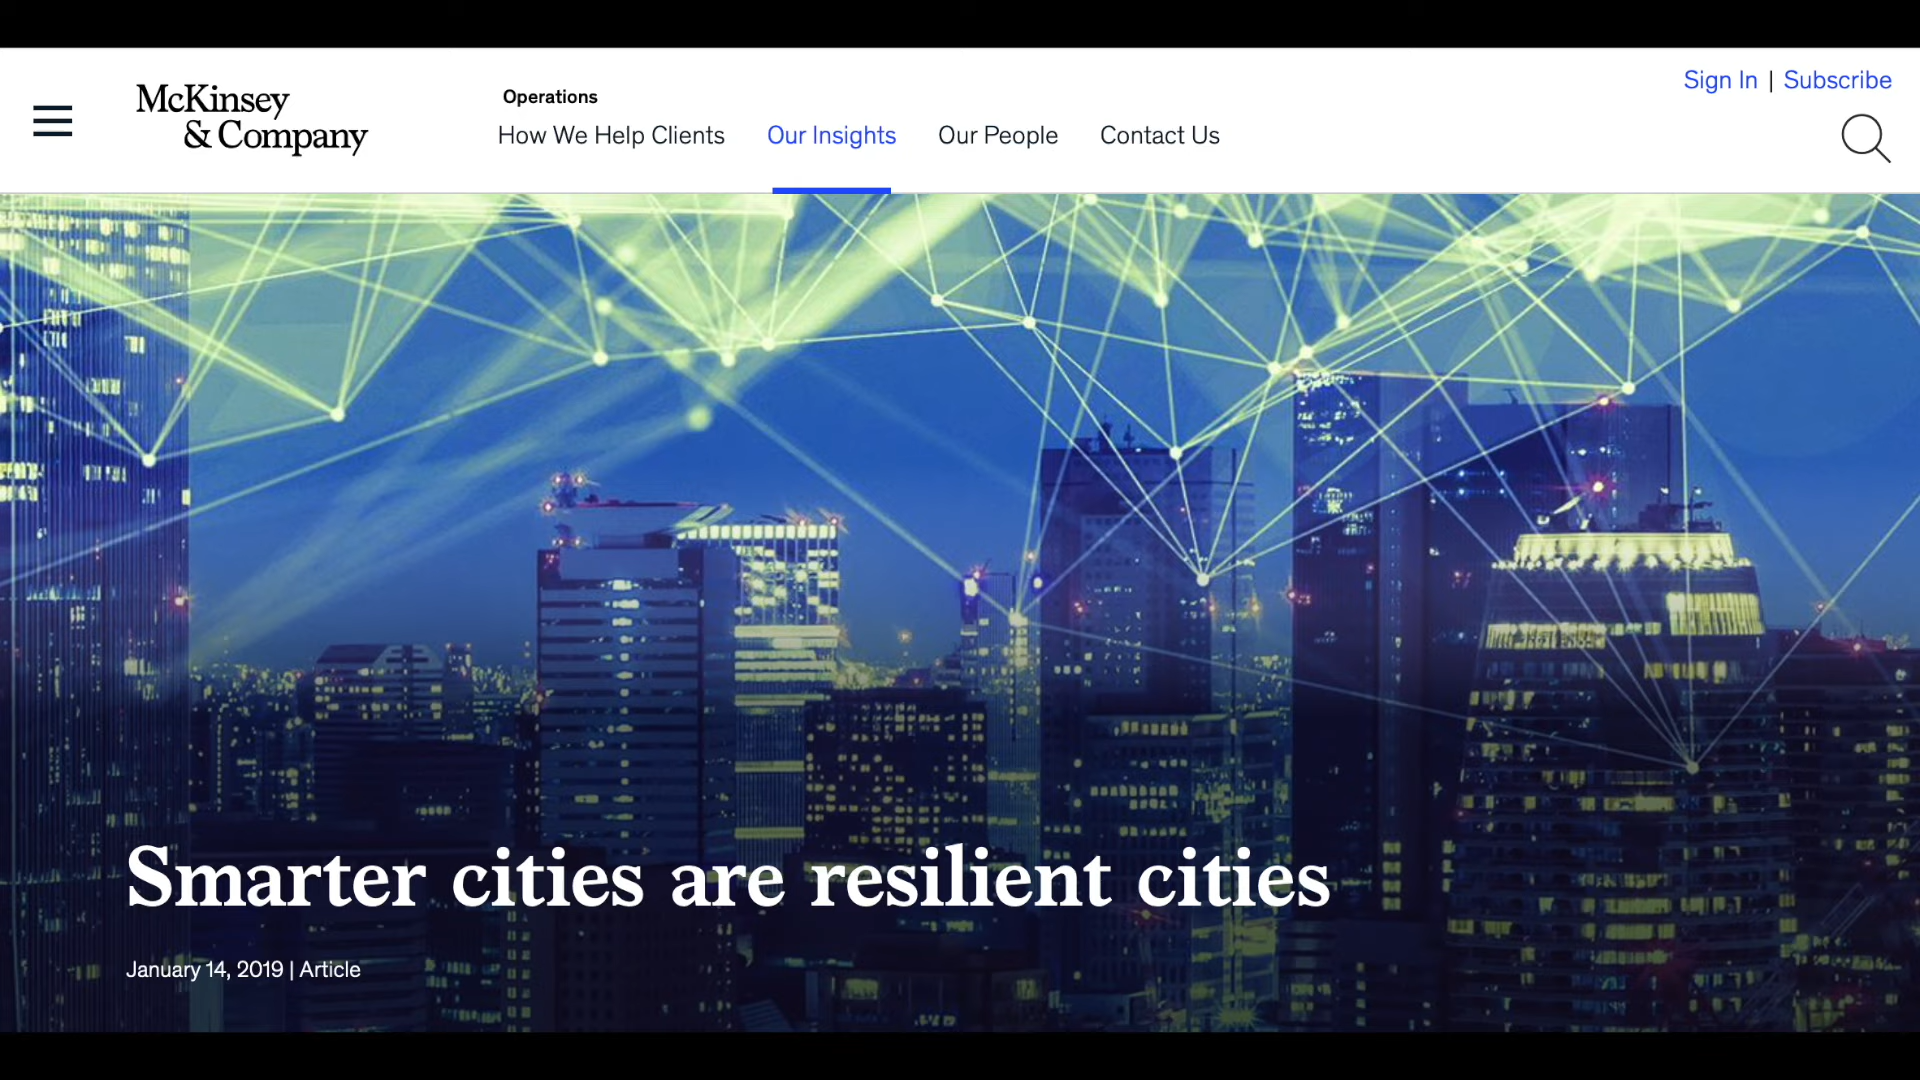 McKinsey
& Company
Operations
How We Help Clients
Our Insights
Our People
Contact Us
Sign In | Subscribe
Smarter cities are resilient cities
January 14, 2019 | Article